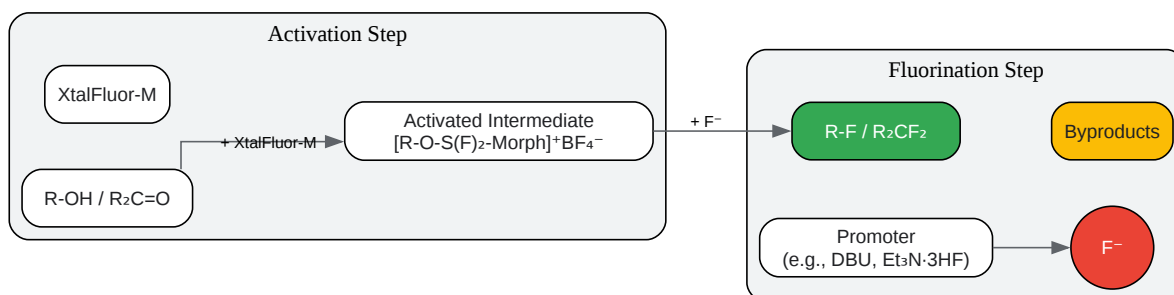 Activation Step
XtalFluor-M
R-OH / R₂C=O
+ XtalFluor-M
Activated Intermediate
[R-O-S(F)₂-Morph]⁺BF₄⁻
+ F⁻
Fluorination Step
R-F / R₂CF₂
Byproducts
Promoter
(e.g., DBU, Et₃N·3HF)
F⁻